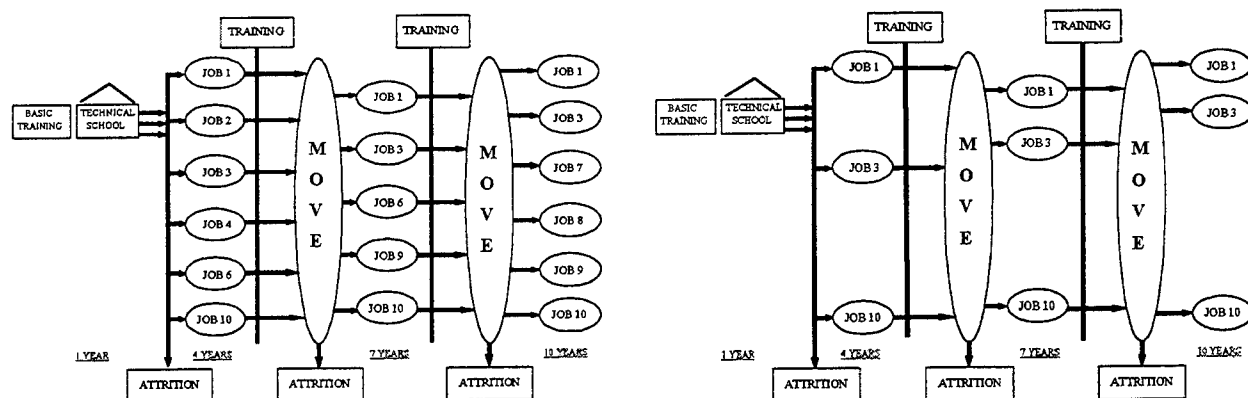 TRAINING
TRAINING
BASIC
TRAINING
TECHNICAL
SCHOOL
JOB 1
JOB 2
JOB 3
JOB 4
JOB 6
JOB 10
M
O
V
E
JOB 1
JOB 3
JOB 6
JOB 9
JOB 10
M
O
V
E
JOB 1
JOB 3
JOB 7
JOB 8
JOB 9
JOB 10
1 YEAR
4 YEARS
7 YEARS
10 YEARS
ATTRITION
ATTRITION
ATTRITION
TRAINING
TRAINING
BASIC
TRAINING
TECHNICAL
SCHOOL
JOB 1
JOB 3
JOB 10
M
O
V
E
JOB 1
JOB 3
JOB 10
M
O
V
E
JOB 1
JOB 3
JOB 10
1 YEAR
4 YEARS
7 YEARS
10 YEARS
ATTRITION
ATTRITION
ATTRITION